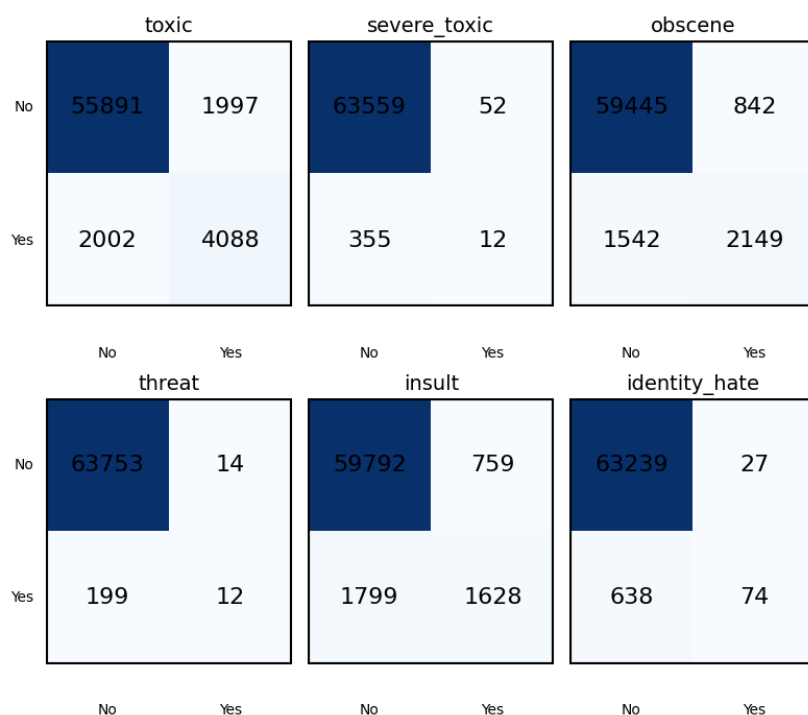 toxic severe_toxic obscene
No 55891 1997 63559 52 59445 842
Yes 2002 4088 355 12 1542 2149
No Yes No Yes No Yes
threat insult identity_hate
No 63753 14 59792 759 63239 27
Yes 199 12 1799 1628 638 74
No Yes No Yes No Yes